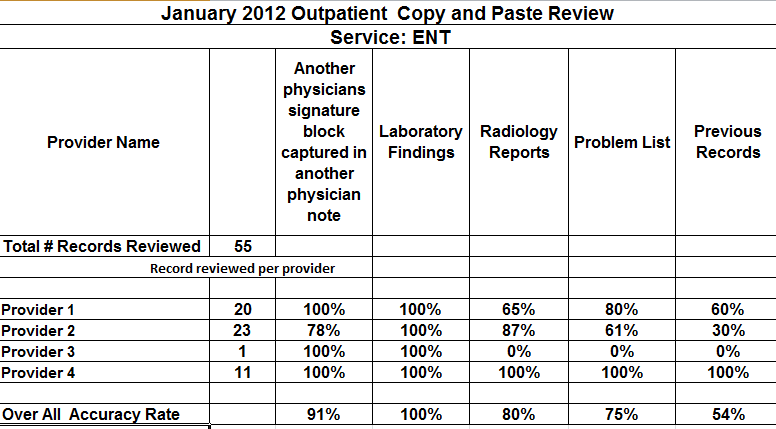 January 2012 Outpatient Copy and Paste Review
Service: ENT
Provider Name
Another
physicians
signature
block
captured in
another
physician
note
Laboratory
Findings
Radiology
Reports
Problem List
Previous
Records
Total # Records Reviewed 55
Record reviewed per provider
Provider 1 20 100% 100% 65% 80% 60%
Provider 2 23 78% 100% 87% 61% 30%
Provider 3 1 100% 100% 0% 0% 0%
Provider 4 11 100% 100% 100% 100% 100%
Over All Accuracy Rate 91% 100% 80% 75% 54%